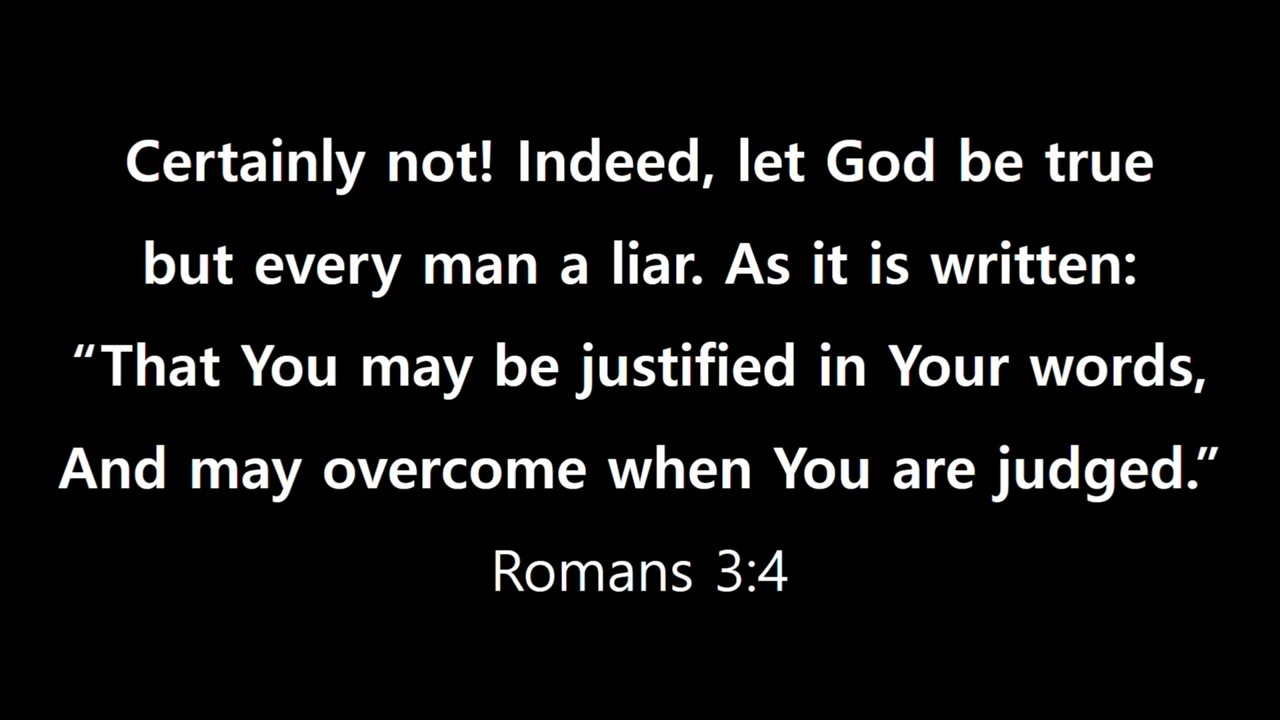 Certainly not! Indeed, let God be true
but every man a liar. As it is written:
“That You may be justified in Your words,
And may overcome when You are judged.”
Romans 3:4